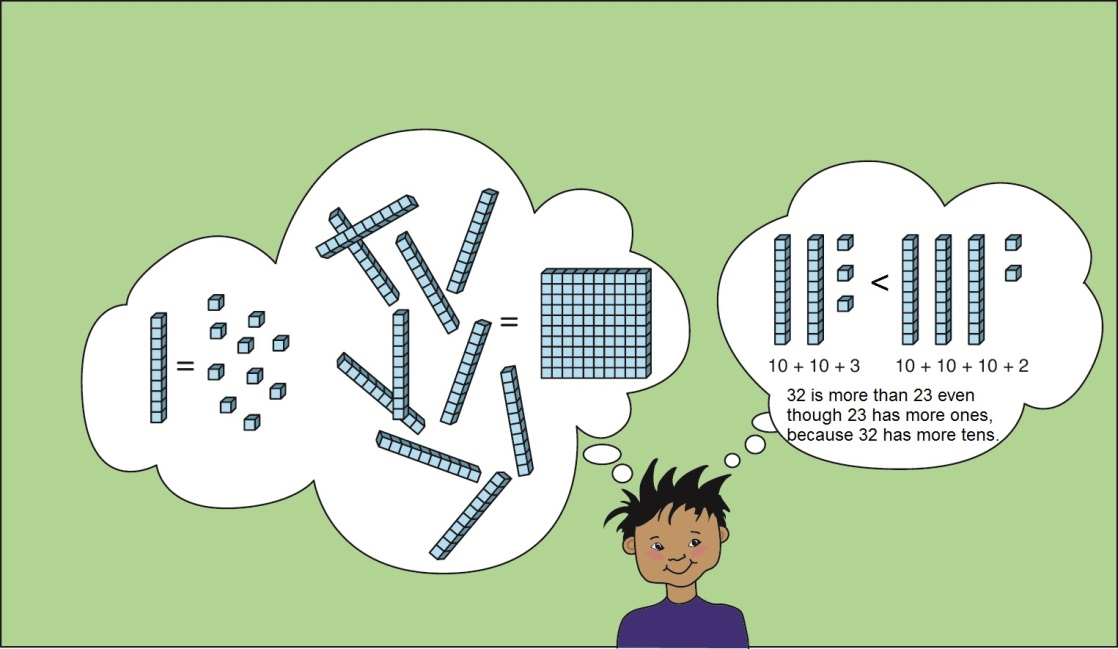 =
=
<
10 + 10 + 3
10 + 10 + 10 + 2
32 is more than 23 even
though 23 has more ones,
because 32 has more tens.